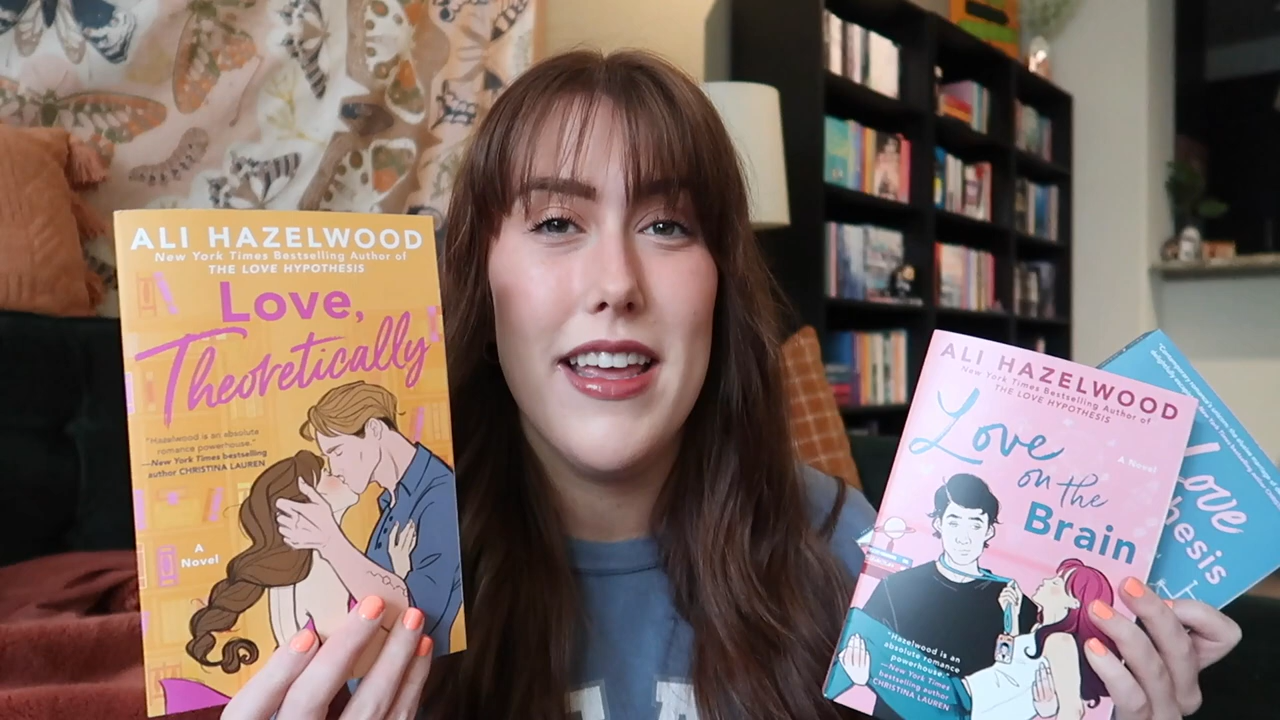 ALI HAZELWOOD
New York Times Bestselling Author of
THE LOVE HYPOTHESIS
Love,
Theoretically
"Hazelwood is an absolute
romance powerhouse."
—New York Times bestselling
author CHRISTINA LAUREN
A
Novel
ALI HAZELWOOD
New York Times Bestselling Author of
THE LOVE HYPOTHESIS
Love
A Novel
on the
Brain
"Hazelwood is an
absolute romance
powerhouse."
—New York Times
bestselling author
CHRISTINA LAUREN
Love
hesis